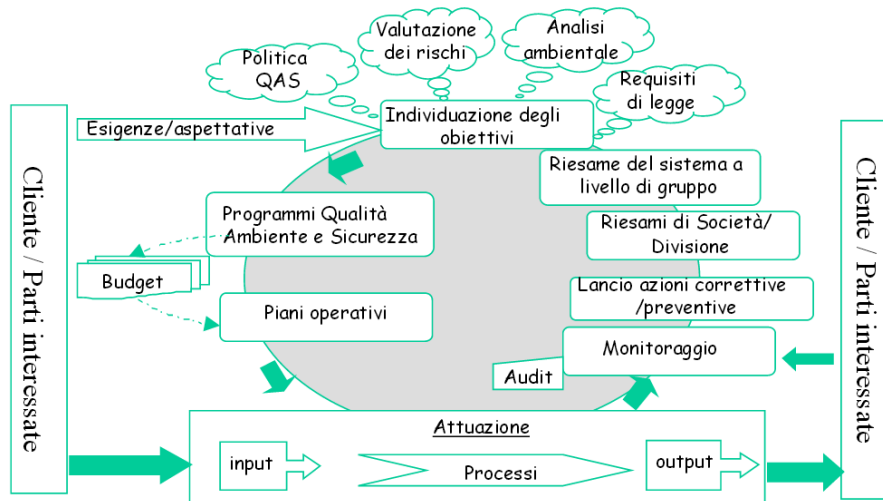 Politica
QAS
Valutazione
dei rischi
Analisi
ambientale
Requisiti
di legge
Esigenze/aspettative
Individuazione degli
obiettivi
Riesame del sistema a
livello di gruppo
Programmi Qualità
Ambiente e Sicurezza
Riesami di Società/
Divisione
Budget
Piani operativi
Lancio azioni correttive
/preventive
Monitoraggio
Audit
Attuazione
input
Processi
output
Cliente / Parti interessate
Cliente / Parti interessate